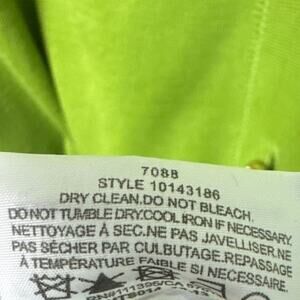 7088
STYLE 10143186
DRY CLEAN.DO NOT BLEACH.
DO NOT TUMBLE DRY.COOL IRON IF NECESSARY.
NETTOYAGE À SEC.NE PAS JAVELLISER.NE
PAS SÉCHER PAR CULBUTAGE.REPASSAGE
À TEMPÉRATURE FAIBLE SI NECESSAIRE.